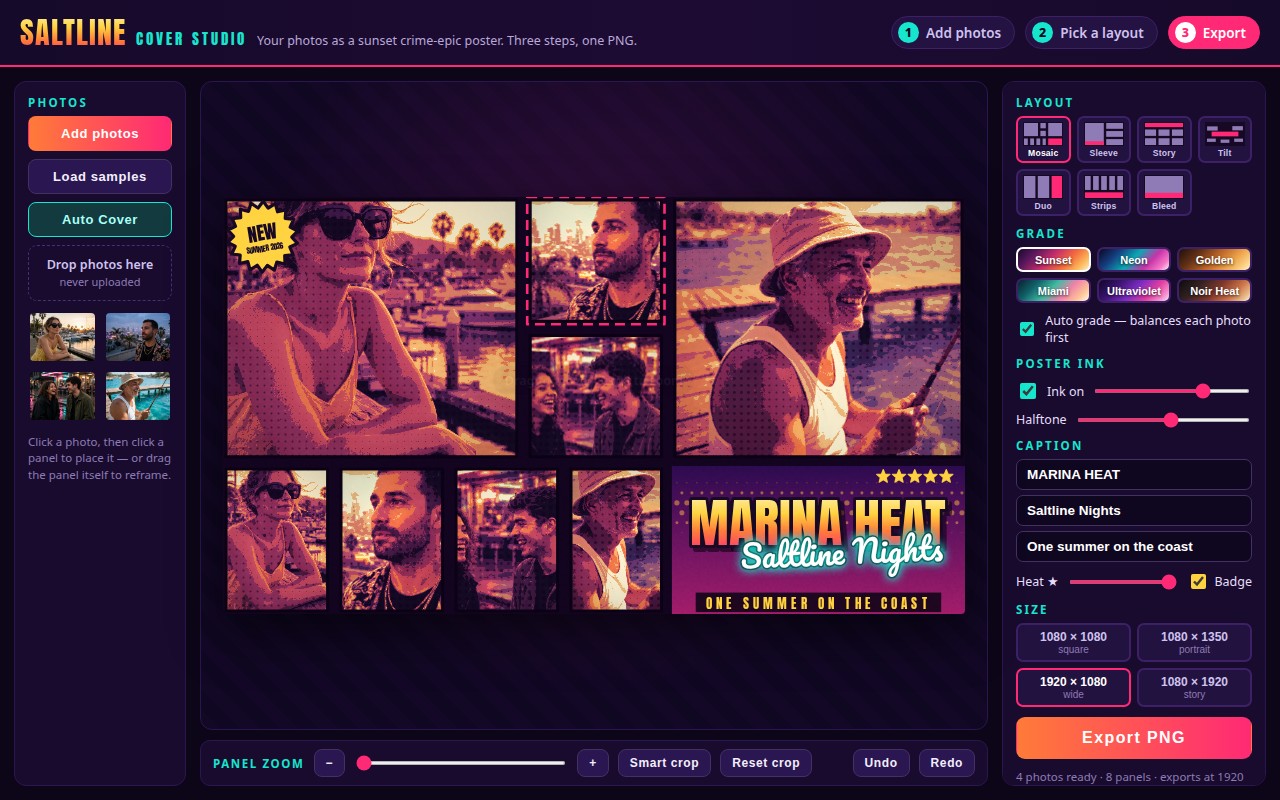 SALTLINE COVER STUDIO Your photos as a sunset crime-epic poster. Three steps, one PNG.
1 Add photos
2 Pick a layout
3 Export
PHOTOS
Add photos
Load samples
Auto Cover
Drop photos here
never uploaded
Click a photo, then click a
panel to place it — or drag
the panel itself to reframe.
NEW
SUMMER 2026
★★★★★
MARINA HEAT
Saltline Nights
ONE SUMMER ON THE COAST
PANEL ZOOM
−
+
Smart crop
Reset crop
Undo
Redo
LAYOUT
Mosaic
Sleeve
Story
Tilt
Duo
Strips
Bleed
GRADE
Sunset
Neon
Golden
Miami
Ultraviolet
Noir Heat
Auto grade — balances each photo
first
POSTER INK
Ink on
Halftone
CAPTION
MARINA HEAT
Saltline Nights
One summer on the coast
Heat ★
Badge
SIZE
1080 × 1080
square
1080 × 1350
portrait
1920 × 1080
wide
1080 × 1920
story
Export PNG
4 photos ready · 8 panels · exports at 1920